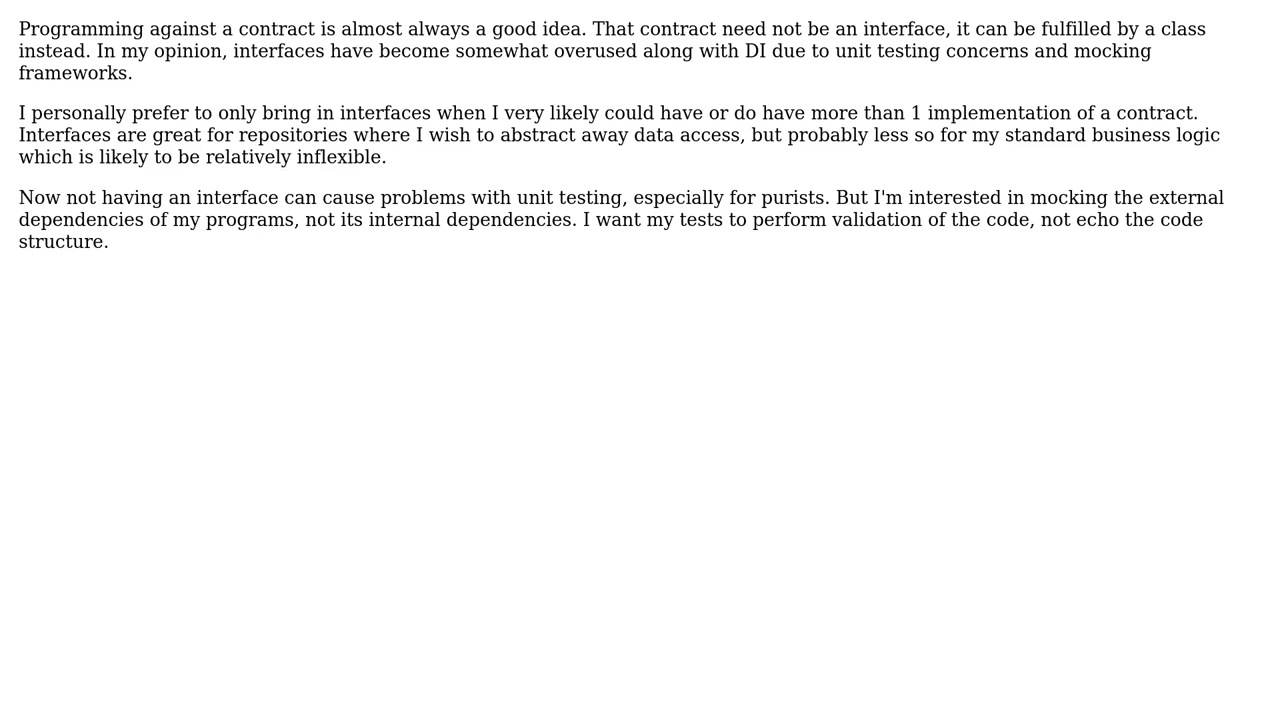 Programming against a contract is almost always a good idea. That contract need not be an interface, it can be fulfilled by a class
instead. In my opinion, interfaces have become somewhat overused along with DI due to unit testing concerns and mocking
frameworks.
I personally prefer to only bring in interfaces when I very likely could have or do have more than 1 implementation of a contract.
Interfaces are great for repositories where I wish to abstract away data access, but probably less so for my standard business logic
which is likely to be relatively inflexible.
Now not having an interface can cause problems with unit testing, especially for purists. But I'm interested in mocking the external
dependencies of my programs, not its internal dependencies. I want my tests to perform validation of the code, not echo the code
structure.